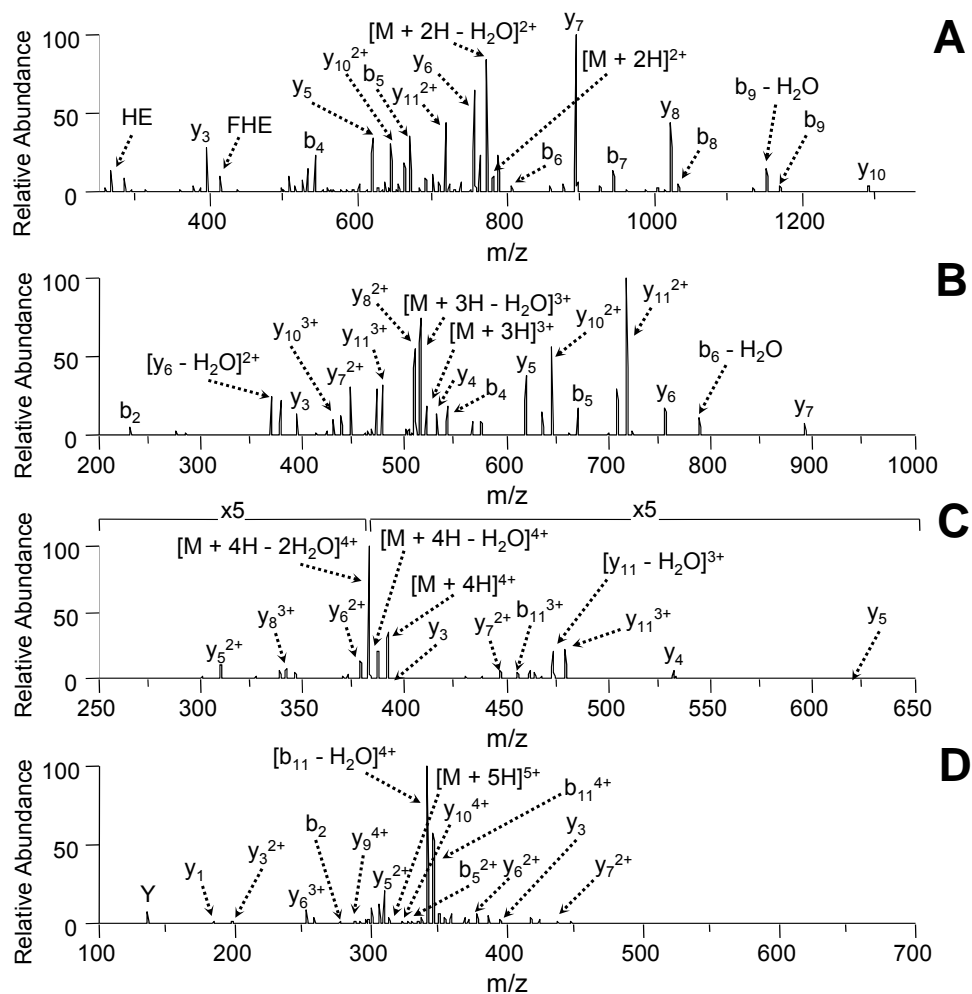 A
Relative Abundance
100
50
0
HE
y3
FHE
b4
y5
y10 2+
b5
y11 2+
y6
[M + 2H - H2O]2+
y7
[M + 2H]2+
b6
b7
y8
b8
b9 - H2O
b9
y10
400 600 800 1000 1200
m/z
B
Relative Abundance
100
50
0
b2
[y6 - H2O]2+
y3
y10 3+
y7 2+
y11 3+
y8 2+
[M + 3H - H2O]3+
[M + 3H]3+
y4
b4
y5
b5
y10 2+
y11 2+
y6
b6 - H2O
y7
200 300 400 500 600 700 800 900 1000
m/z
C
x5 x5
Relative Abundance
100
50
0
[M + 4H - 2H2O]4+
[M + 4H - H2O]4+
[M + 4H]4+
y5 2+
y8 3+
y6 2+
y3
y7 2+
b11 3+
[y11 - H2O]3+
y11 3+
y4
y5
250 300 350 400 450 500 550 600 650
m/z
D
Relative Abundance
100
50
0
Y
y1
y3 2+
y6 3+
b2
y9 4+
y5 2+
[b11 - H2O]4+
[M + 5H]5+
y10 4+
b11 4+
b5 2+
y6 2+
y3
y7 2+
100 200 300 400 500 600 700
m/z